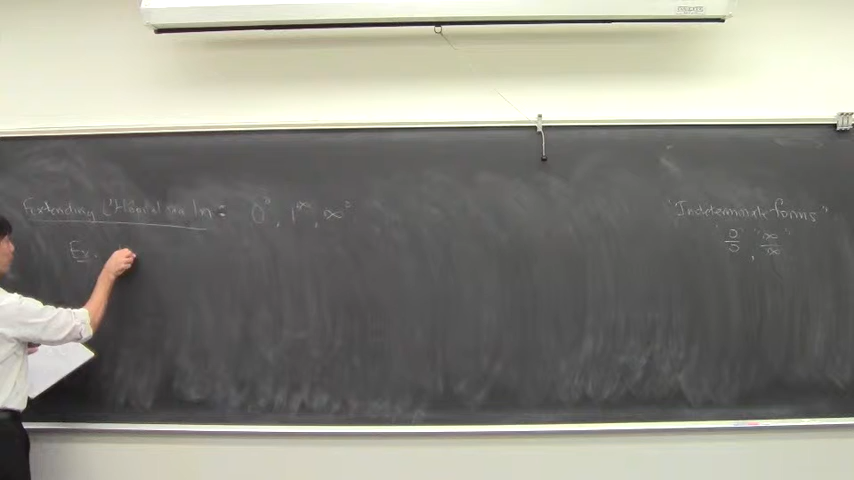 Extending L'Hôpital via ln: 0⁰, 1^∞, ∞⁰
Ex.
"Indeterminate forms"
"0/0", "∞/∞"